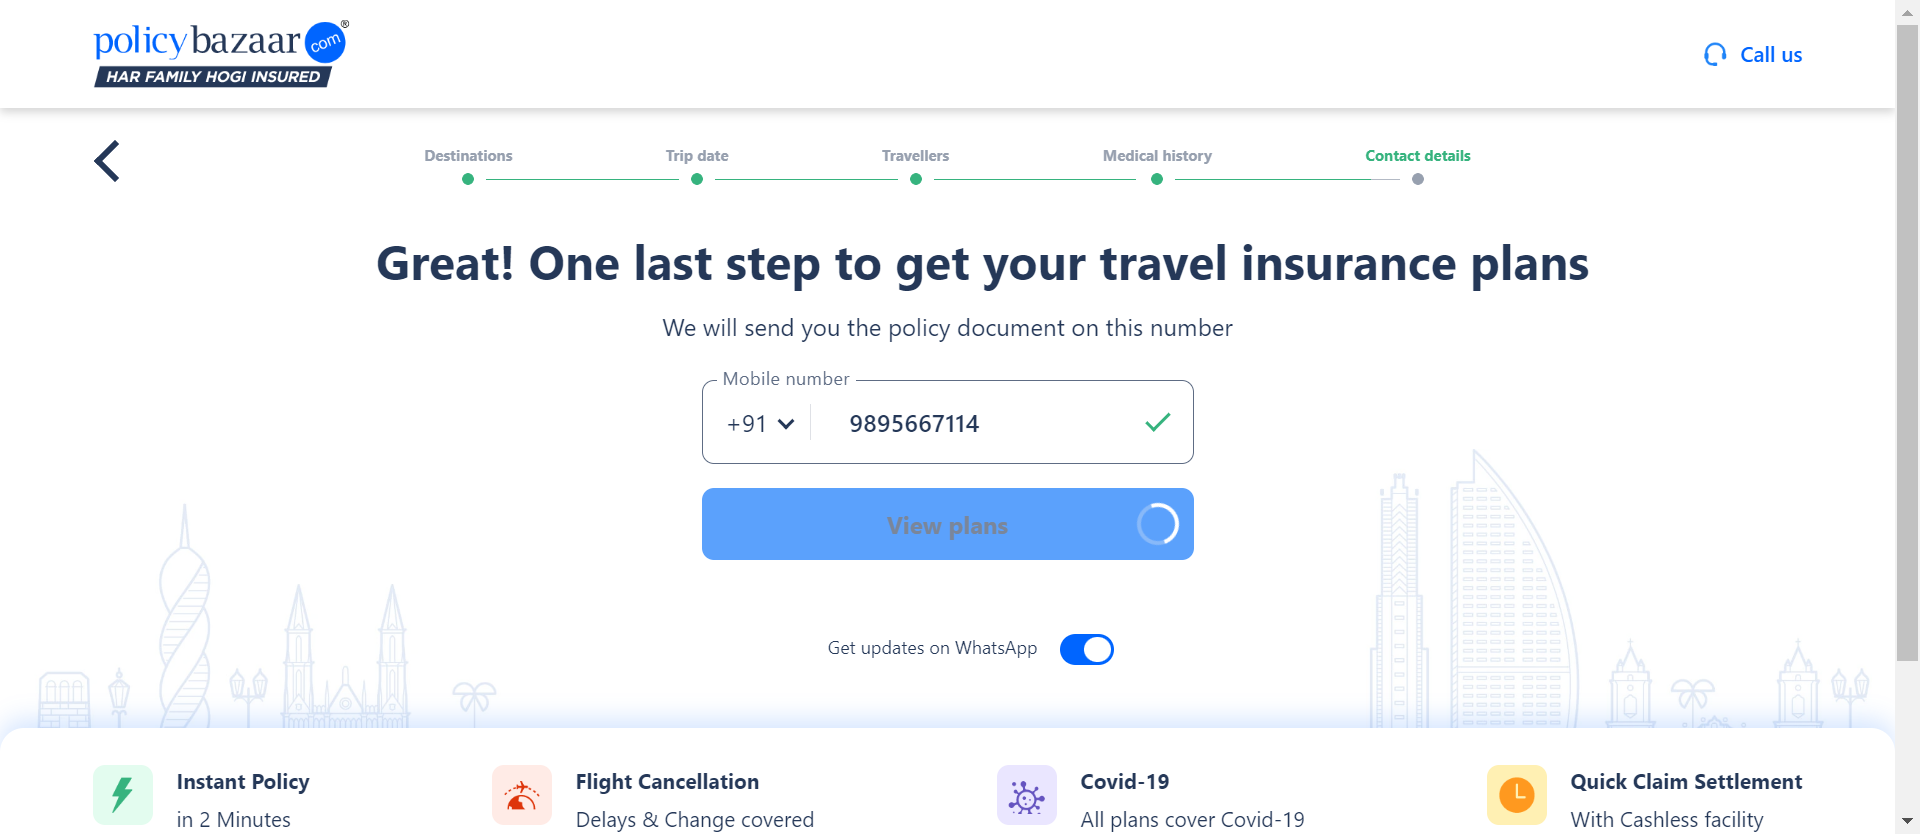 policybazaar com ®
HAR FAMILY HOGI INSURED
Call us
Destinations
Trip date
Travellers
Medical history
Contact details
Great! One last step to get your travel insurance plans
We will send you the policy document on this number
Mobile number
+91 9895667114
View plans
Get updates on WhatsApp
Instant Policy
in 2 Minutes
Flight Cancellation
Delays & Change covered
Covid-19
All plans cover Covid-19
Quick Claim Settlement
With Cashless facility